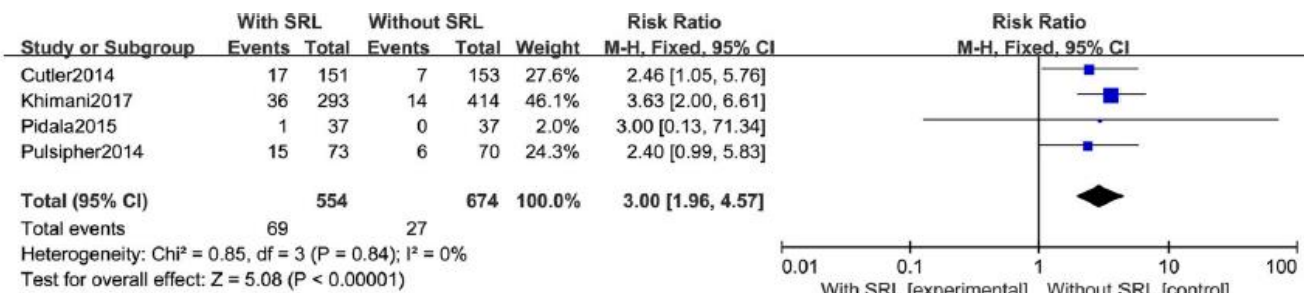 With SRL Without SRL Risk Ratio Risk Ratio
Study or Subgroup Events Total Events Total Weight M-H, Fixed, 95% CI M-H, Fixed, 95% CI
Cutler2014 17 151 7 153 27.6% 2.46 [1.05, 5.76]
Khimani2017 36 293 14 414 46.1% 3.63 [2.00, 6.61]
Pidala2015 1 37 0 37 2.0% 3.00 [0.13, 71.34]
Pulsipher2014 15 73 6 70 24.3% 2.40 [0.99, 5.83]
Total (95% CI) 554 674 100.0% 3.00 [1.96, 4.57]
Total events 69 27
Heterogeneity: Chi² = 0.85, df = 3 (P = 0.84); I² = 0%
Test for overall effect: Z = 5.08 (P < 0.00001)
0.01 0.1 1 10 100
With SRL [experimental] Without SRL [control]